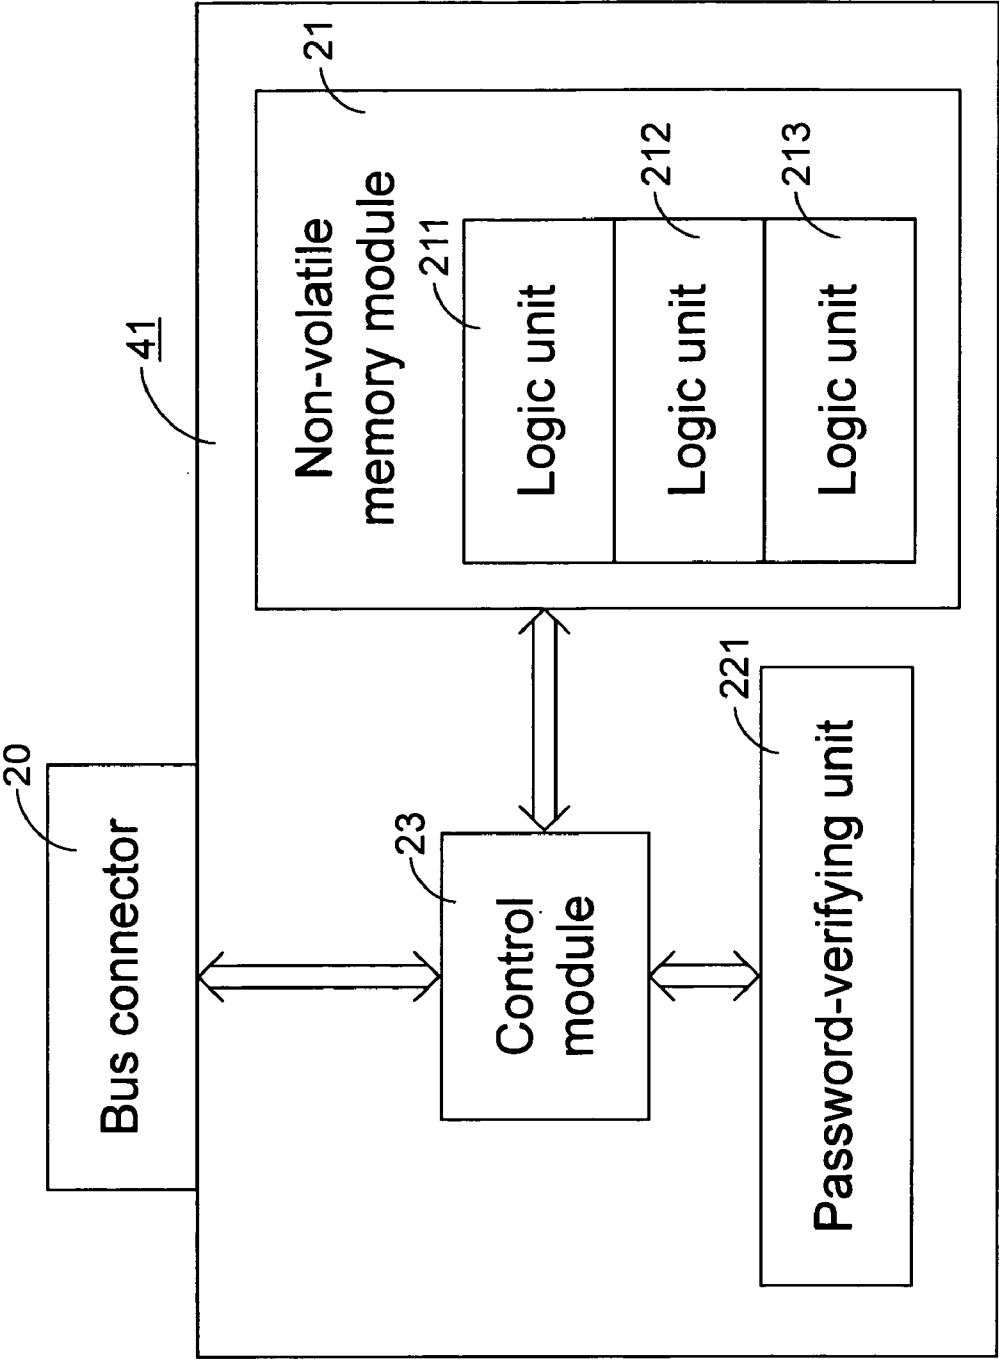 41
20
Bus connector
21
Non-volatile
memory module
211
Logic unit
212
Logic unit
213
Logic unit
23
Control
module
221
Password-verifying unit